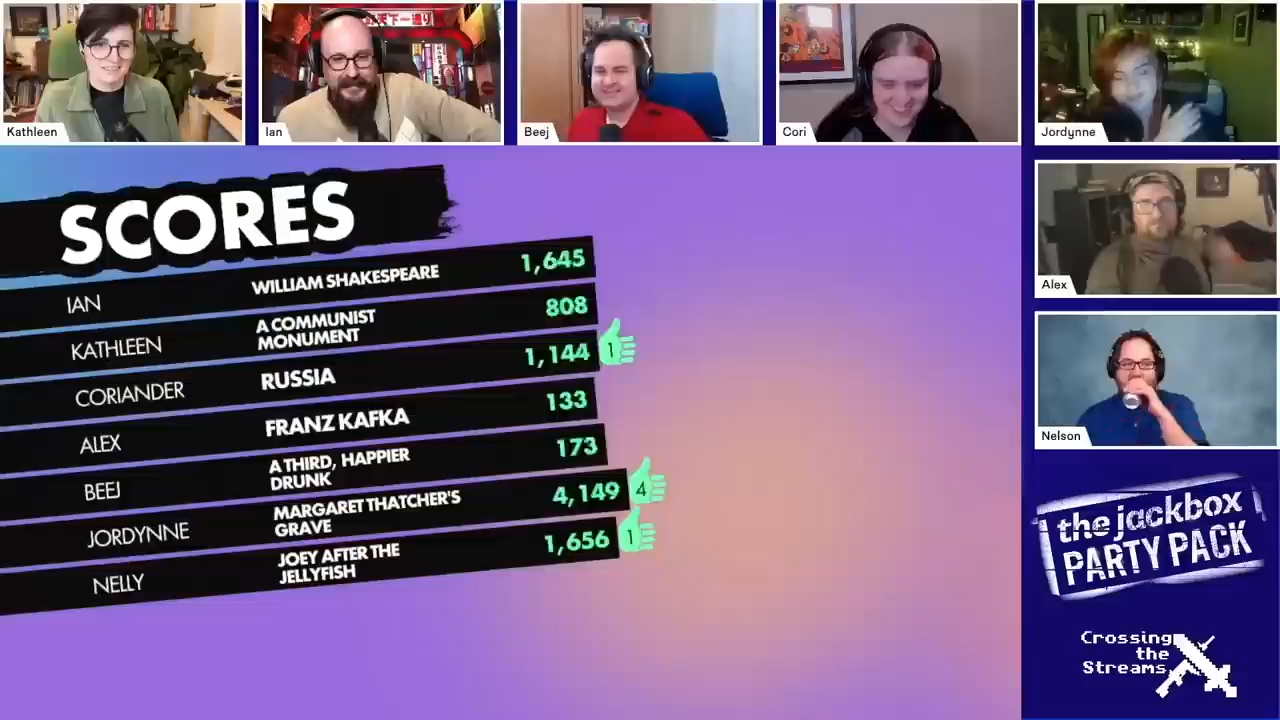 Kathleen
Ian
Beej
Cori
Jordynne
SCORES
IAN WILLIAM SHAKESPEARE 1,645
KATHLEEN A COMMUNIST
MONUMENT 808
CORIANDER RUSSIA 1,144 1
ALEX FRANZ KAFKA 133
BEEJ A THIRD, HAPPIER
DRUNK 173
JORDYNNE MARGARET THATCHER'S
GRAVE 4,149 4
NELLY JOEY AFTER THE
JELLYFISH 1,656 1
Alex
Nelson
the jackbox
PARTY PACK
Crossing
the
Streams